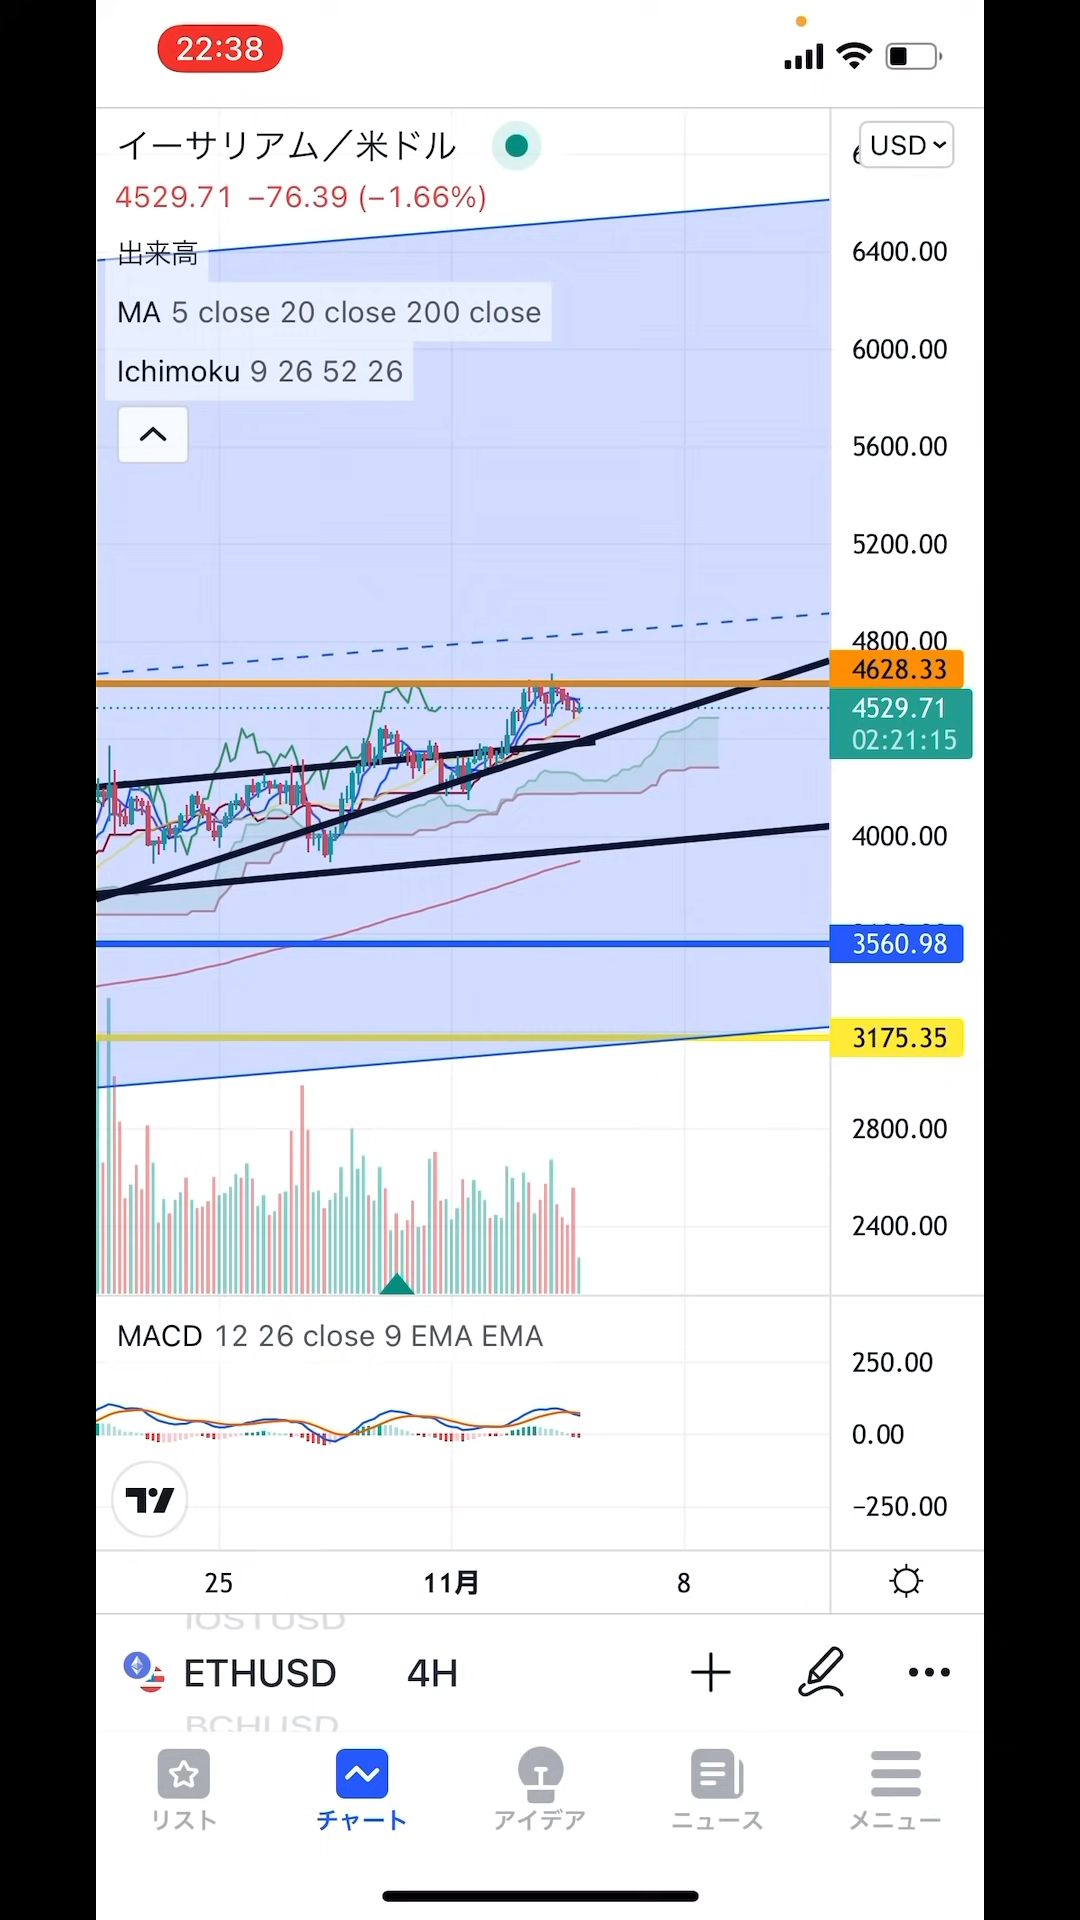 22:38
イーサリアム／米ドル
USD
4529.71 −76.39 (−1.66%)
出来高
MA 5 close 20 close 200 close
Ichimoku 9 26 52 26
6400.00
6000.00
5600.00
5200.00
4800.00
4628.33
4529.71
02:21:15
4000.00
3560.98
3175.35
2800.00
2400.00
MACD 12 26 close 9 EMA EMA
250.00
0.00
−250.00
25 11月 8
IOSTUSD
ETHUSD 4H
BCHUSD
リスト チャート アイデア ニュース メニュー